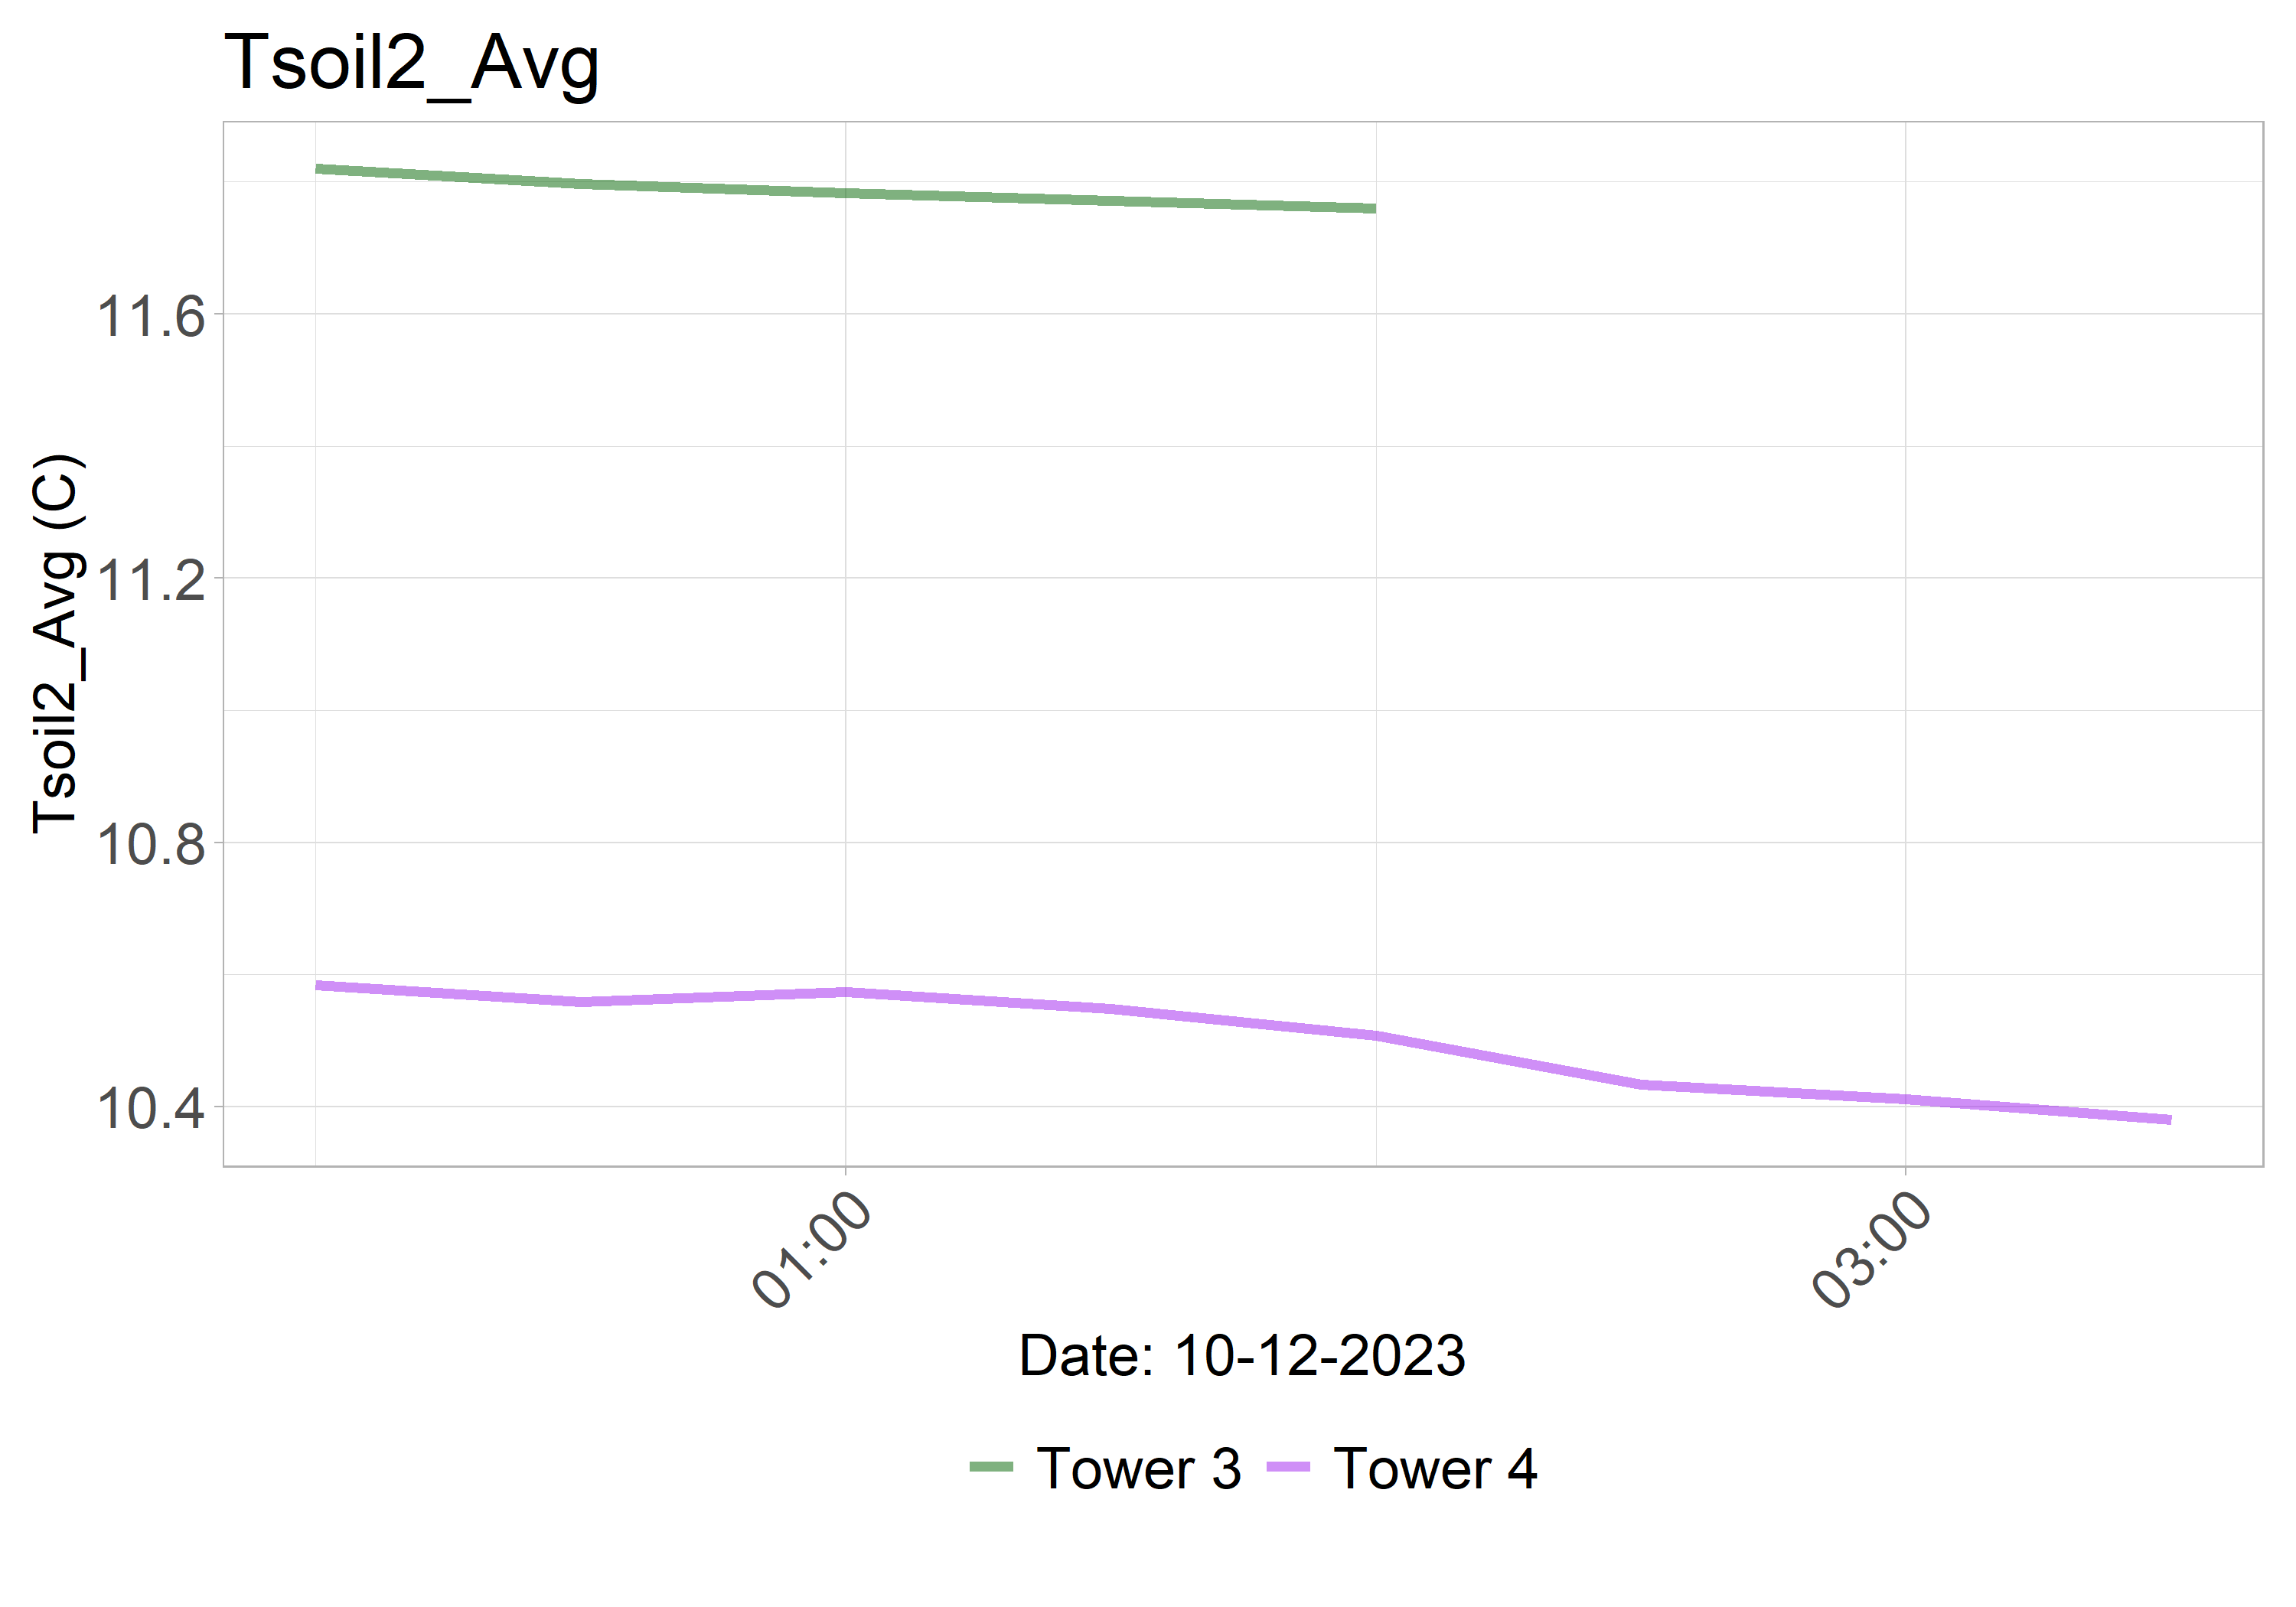 Tsoil2_Avg
Tsoil2_Avg (C)
11.6
11.2
10.8
10.4
01:00
03:00
Date: 10-12-2023
Tower 3
Tower 4